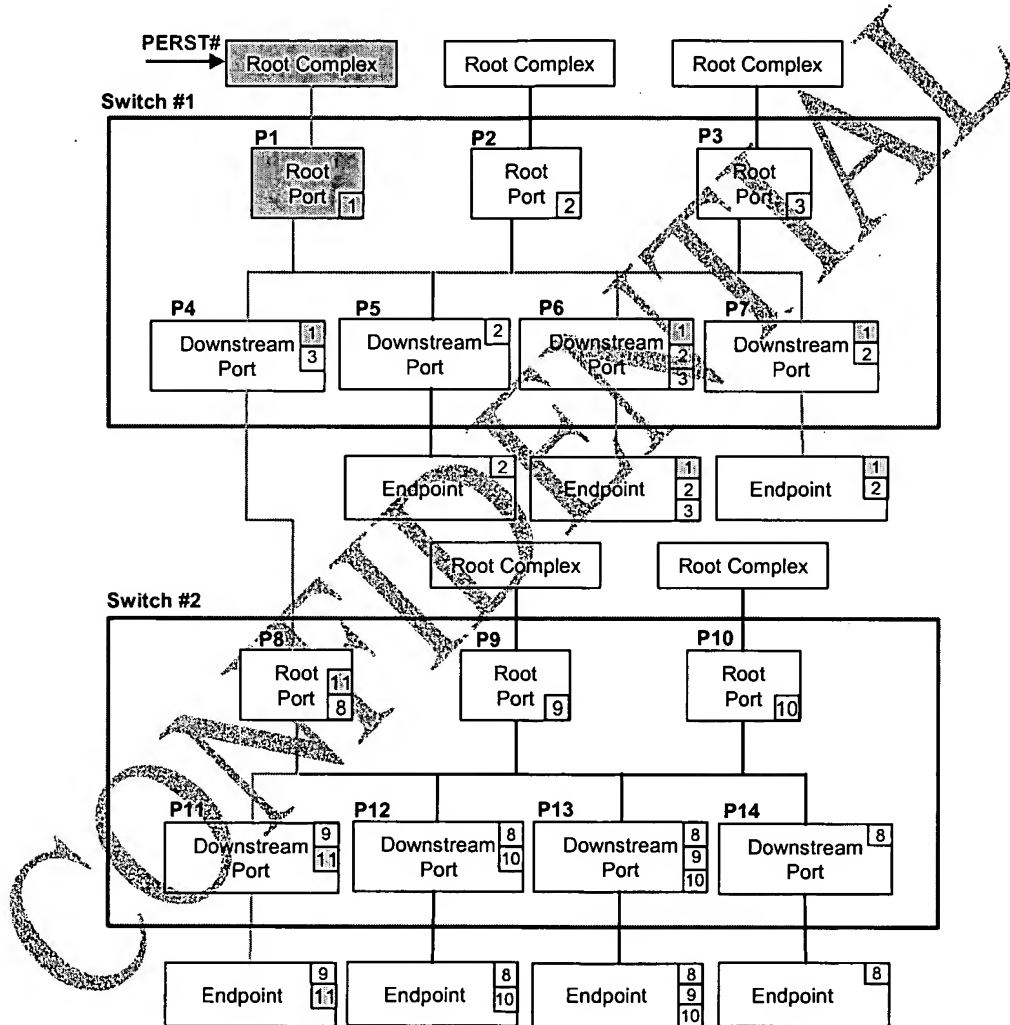 PERST#
Root Complex
Root Complex
Root Complex
Switch #1
P1
P2
P3
Root
Port
1
Root
Port
2
Root
Port
3
P4
P5
P6
P7
Downstream
Port
1
3
Downstream
Port
2
Downstream
Port
1
2
3
Downstream
Port
1
2
Endpoint
2
Endpoint
1
2
3
Endpoint
1
2
Root Complex
Root Complex
Switch #2
P8
P9
P10
Root
Port
11
8
Root
Port
9
Root
Port
10
P11
P12
P13
P14
Downstream
Port
9
11
Downstream
Port
8
10
Downstream
Port
8
9
10
Downstream
Port
8
Endpoint
9
11
Endpoint
8
10
Endpoint
8
9
10
Endpoint
8
CONFIDENTIAL